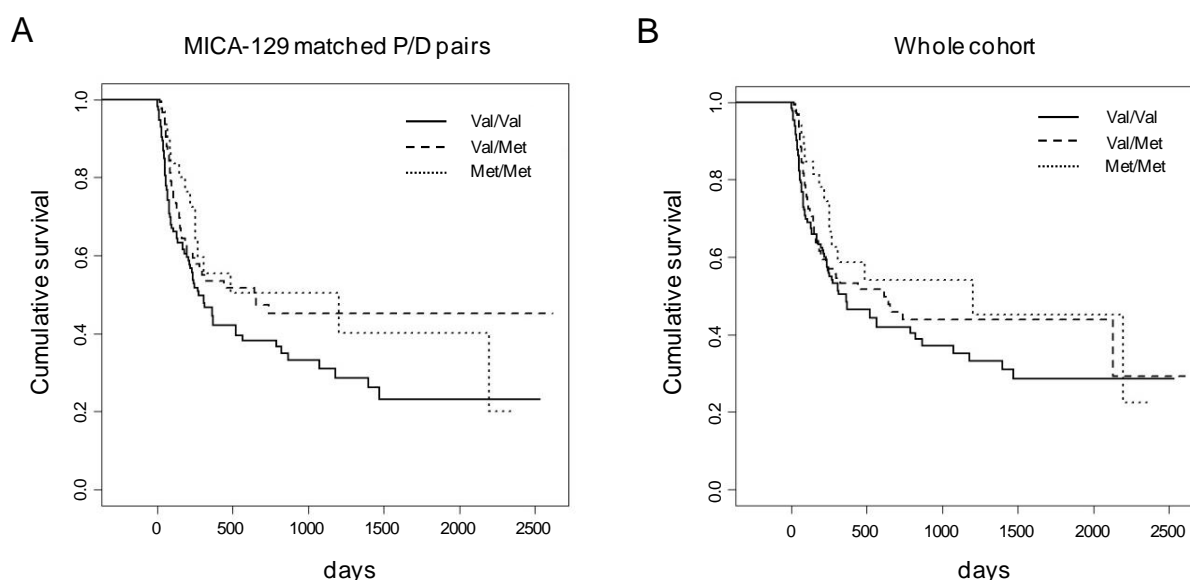 A
MICA-129 matched P/D pairs
Val/Val
Val/Met
Met/Met
Cumulative survival
1.0
0.8
0.6
0.4
0.2
0.0
0 500 1000 1500 2000 2500
days
B
Whole cohort
Val/Val
Val/Met
Met/Met
Cumulative survival
1.0
0.8
0.6
0.4
0.2
0.0
0 500 1000 1500 2000 2500
days